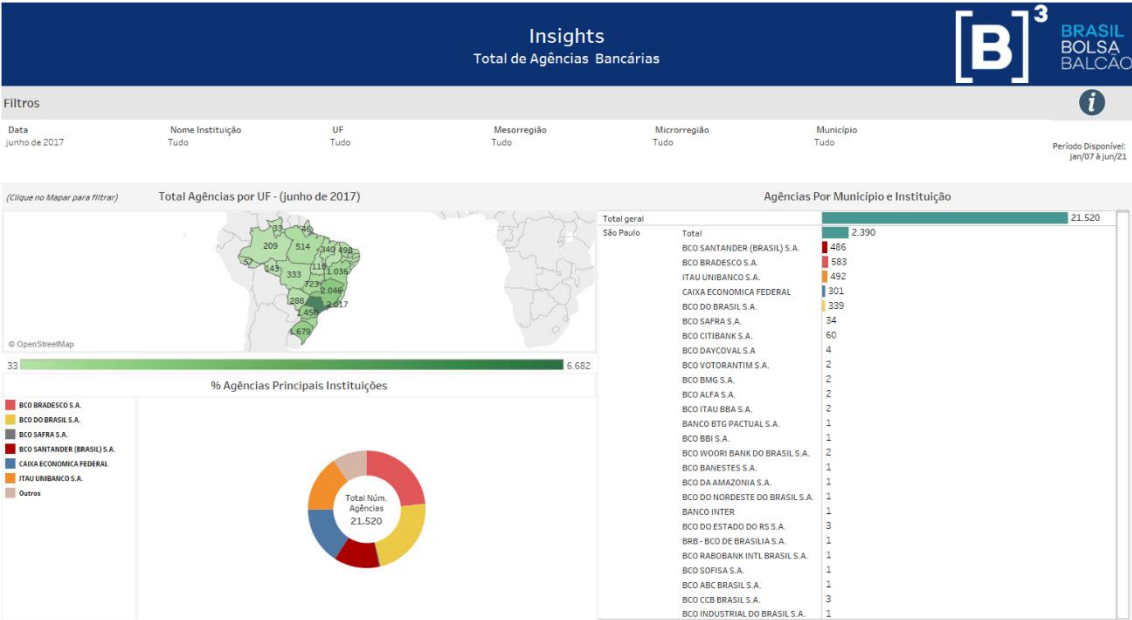 Insights
Total de Agências Bancárias
[B]3
BRASIL
BOLSA
BALCÃO
Filtros
i
Data
junho de 2017
Nome Instituição
Tudo
UF
Tudo
Mesorregião
Tudo
Microrregião
Tudo
Município
Tudo
Período Disponível:
jan/07 à jun/21
(Clique no Mapar para filtrar)
Total Agências por UF - (junho de 2017)
33
46
209
514
340
498
57
143
333
118
1.036
723
2.046
288
2.017
1.458
1.679
© OpenStreetMap
33
6.682
% Agências Principais Instituições
BCO BRADESCO S.A.
BCO DO BRASIL S.A.
BCO SAFRA S.A.
BCO SANTANDER (BRASIL) S.A.
CAIXA ECONOMICA FEDERAL
ITAU UNIBANCO S.A.
Outros
Total Núm.
Agências
21.520
Agências Por Município e Instituição
Total geral 21.520
São Paulo Total 2.390
BCO SANTANDER (BRASIL) S.A. 486
BCO BRADESCO S.A. 583
ITAU UNIBANCO S.A. 492
CAIXA ECONOMICA FEDERAL 301
BCO DO BRASIL S.A. 339
BCO SAFRA S.A. 34
BCO CITIBANK S.A. 60
BCO DAYCOVAL S.A 4
BCO VOTORANTIM S.A. 2
BCO BMG S.A. 2
BCO ALFA S.A. 2
BCO ITAU BBA S.A. 2
BANCO BTG PACTUAL S.A. 1
BCO BBI S.A. 1
BCO WOORI BANK DO BRASIL S.A. 2
BCO BANESTES S.A. 1
BCO DA AMAZONIA S.A. 1
BCO DO NORDESTE DO BRASIL S.A. 1
BANCO INTER 1
BCO DO ESTADO DO RS S.A. 3
BRB - BCO DE BRASILIA S.A. 1
BCO RABOBANK INTL BRASIL S.A. 1
BCO SOFISA S.A. 1
BCO ABC BRASIL S.A. 1
BCO CCB BRASIL S.A. 3
BCO INDUSTRIAL DO BRASIL S.A. 1